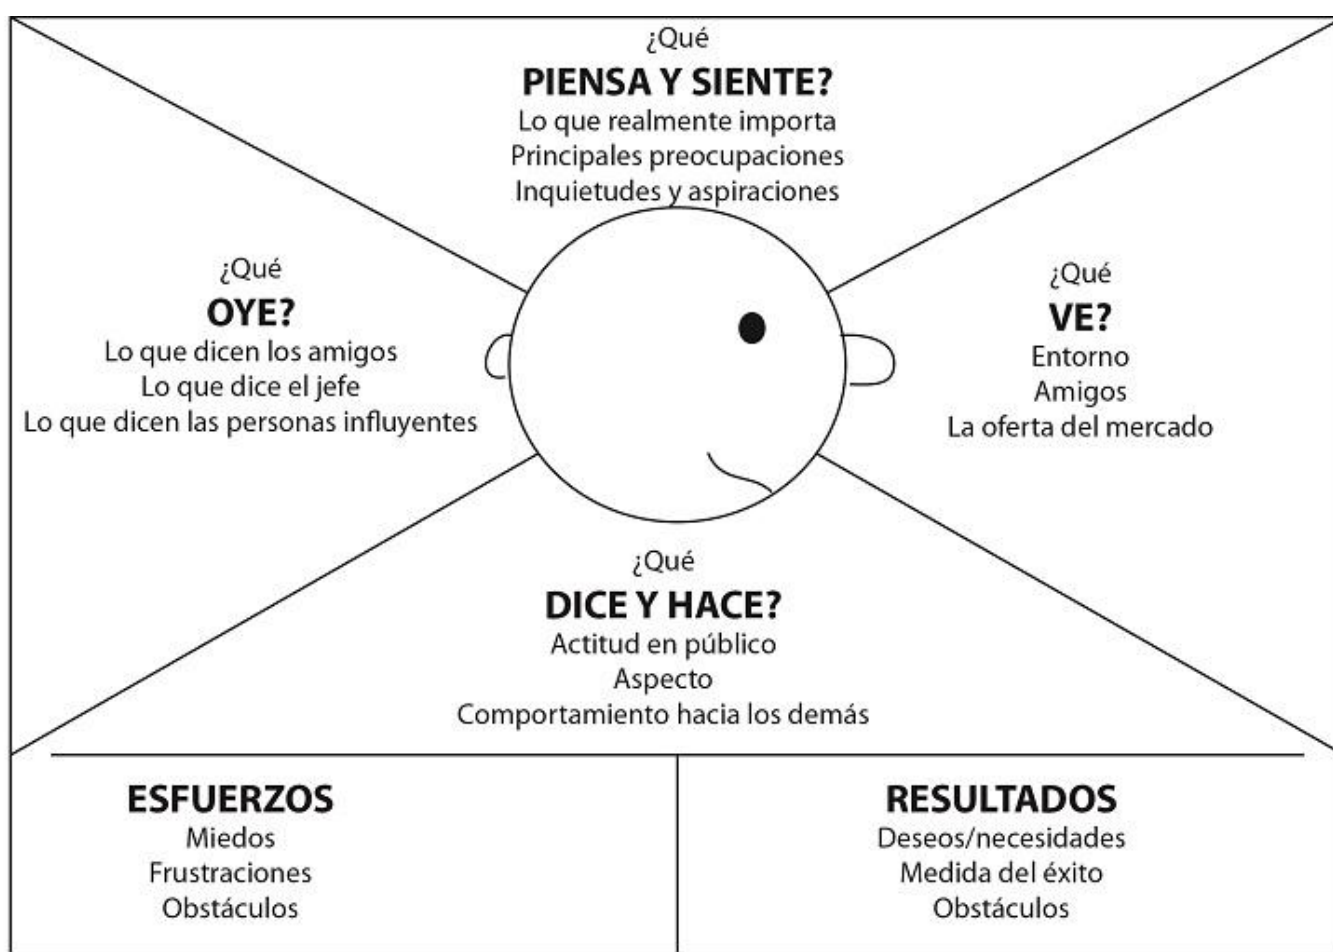 ¿Qué
PIENSA Y SIENTE?
Lo que realmente importa
Principales preocupaciones
Inquietudes y aspiraciones
¿Qué
OYE?
Lo que dicen los amigos
Lo que dice el jefe
Lo que dicen las personas influyentes
¿Qué
VE?
Entorno
Amigos
La oferta del mercado
¿Qué
DICE Y HACE?
Actitud en público
Aspecto
Comportamiento hacia los demás
ESFUERZOS
Miedos
Frustraciones
Obstáculos
RESULTADOS
Deseos/necesidades
Medida del éxito
Obstáculos